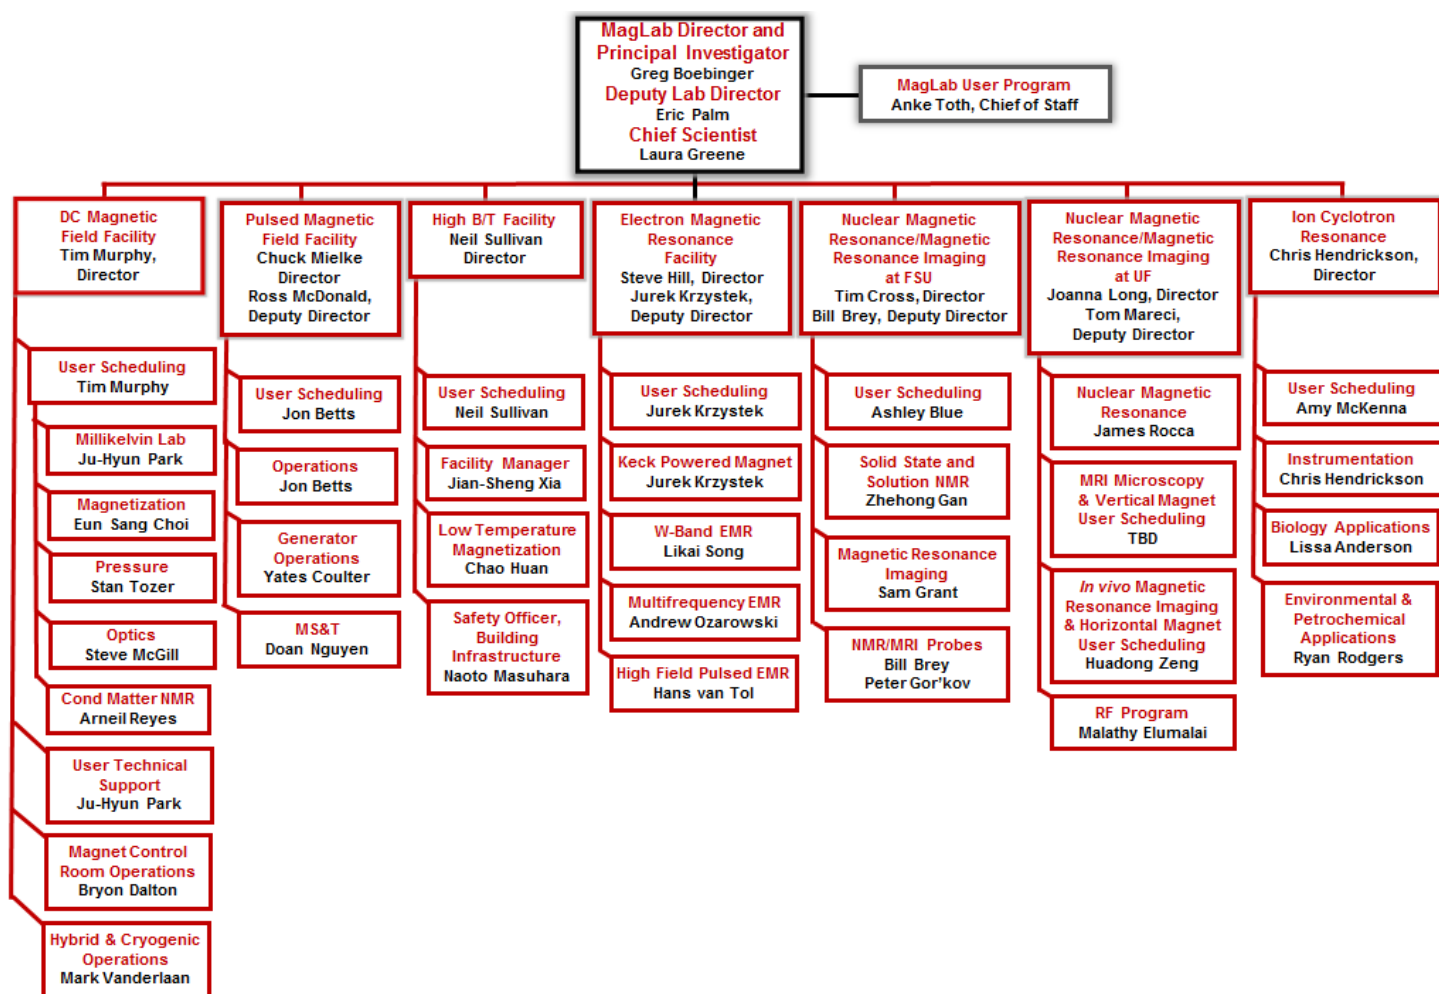 MagLab Director and
Principal Investigator
Greg Boebinger
Deputy Lab Director
Eric Palm
Chief Scientist
Laura Greene
MagLab User Program
Anke Toth, Chief of Staff
DC Magnetic
Field Facility
Tim Murphy,
Director
User Scheduling
Tim Murphy
Millikelvin Lab
Ju-Hyun Park
Magnetization
Eun Sang Choi
Pressure
Stan Tozer
Optics
Steve McGill
Cond Matter NMR
Arneil Reyes
User Technical
Support
Ju-Hyun Park
Magnet Control
Room Operations
Bryon Dalton
Hybrid & Cryogenic
Operations
Mark Vanderlaan
Pulsed Magnetic
Field Facility
Chuck Mielke
Director
Ross McDonald,
Deputy Director
User Scheduling
Jon Betts
Operations
Jon Betts
Generator
Operations
Yates Coulter
MS&T
Doan Nguyen
High B/T Facility
Neil Sullivan
Director
User Scheduling
Neil Sullivan
Facility Manager
Jian-Sheng Xia
Low Temperature
Magnetization
Chao Huan
Safety Officer,
Building
Infrastructure
Naoto Masuhara
Electron Magnetic
Resonance
Facility
Steve Hill, Director
Jurek Krzystek,
Deputy Director
User Scheduling
Jurek Krzystek
Keck Powered Magnet
Jurek Krzystek
W-Band EMR
Likai Song
Multifrequency EMR
Andrew Ozarowski
High Field Pulsed EMR
Hans van Tol
Nuclear Magnetic
Resonance/Magnetic
Resonance Imaging
at FSU
Tim Cross, Director
Bill Brey, Deputy Director
User Scheduling
Ashley Blue
Solid State and
Solution NMR
Zhehong Gan
Magnetic Resonance
Imaging
Sam Grant
NMR/MRI Probes
Bill Brey
Peter Gor’kov
Nuclear Magnetic
Resonance/Magnetic
Resonance Imaging
at UF
Joanna Long, Director
Tom Mareci,
Deputy Director
Nuclear Magnetic
Resonance
James Rocca
MRI Microscopy
& Vertical Magnet
User Scheduling
TBD
In vivo Magnetic
Resonance Imaging
& Horizontal Magnet
User Scheduling
Huadong Zeng
RF Program
Malathy Elumalai
Ion Cyclotron
Resonance
Chris Hendrickson,
Director
User Scheduling
Amy McKenna
Instrumentation
Chris Hendrickson
Biology Applications
Lissa Anderson
Environmental &
Petrochemical
Applications
Ryan Rodgers